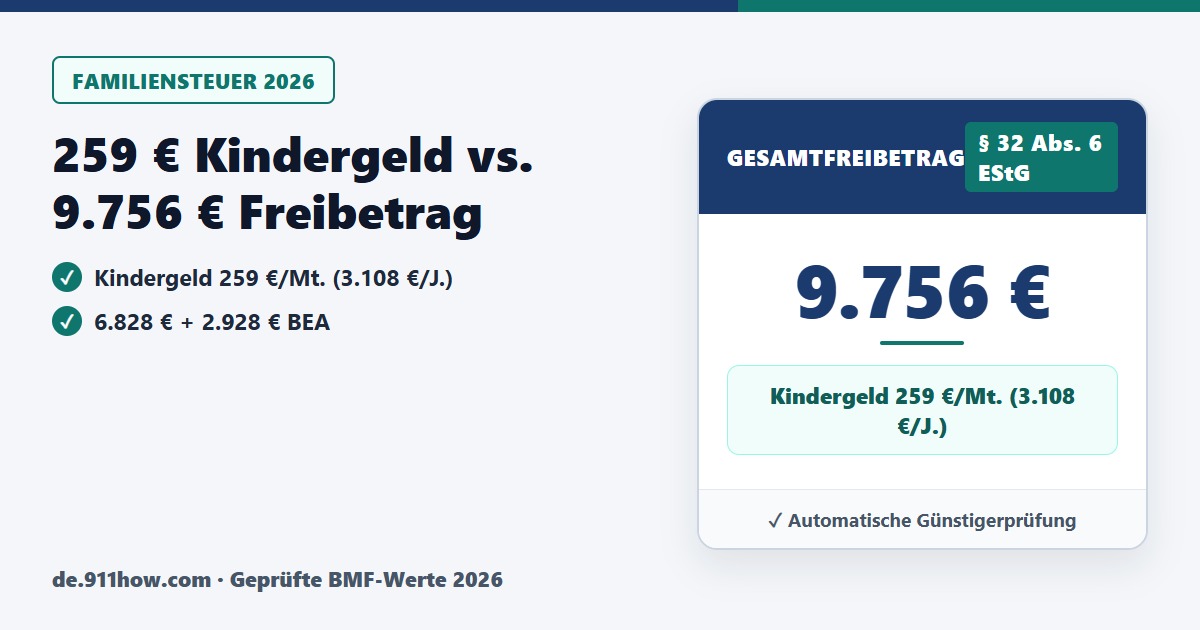 FAMILIENSTEUER 2026
259 € Kindergeld vs.
9.756 € Freibetrag
✓ Kindergeld 259 €/Mt. (3.108 €/J.)
✓ 6.828 € + 2.928 € BEA
de.911how.com · Geprüfte BMF-Werte 2026
GESAMTFREIBETRAG
§ 32 Abs. 6
EStG
9.756 €
Kindergeld 259 €/Mt. (3.108
€/J.)
✓ Automatische Günstigerprüfung